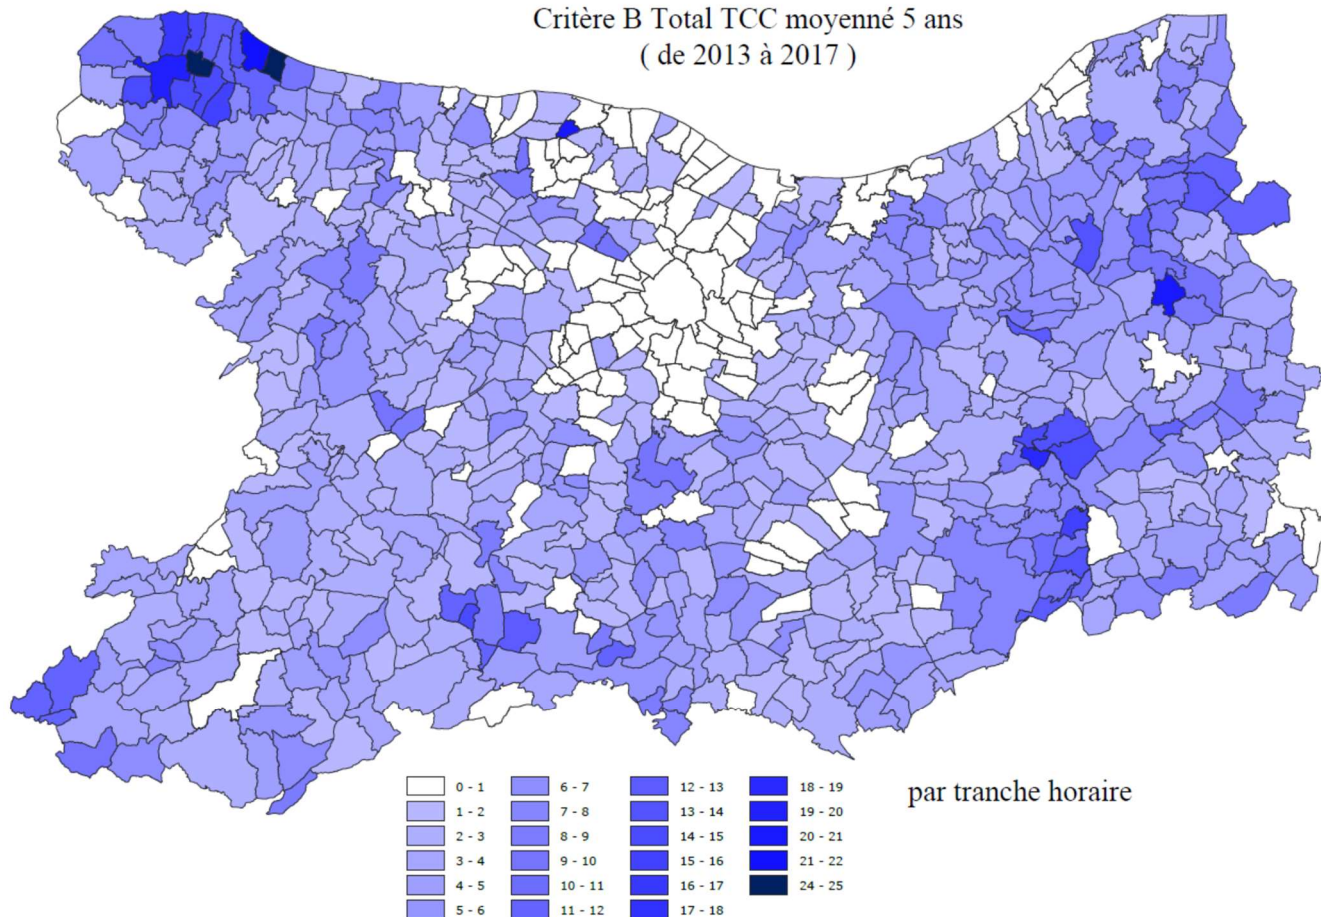 Critère B Total TCC moyenné 5 ans
( de 2013 à 2017 )
0 - 1
1 - 2
2 - 3
3 - 4
4 - 5
5 - 6
6 - 7
7 - 8
8 - 9
9 - 10
10 - 11
11 - 12
12 - 13
13 - 14
14 - 15
15 - 16
16 - 17
17 - 18
18 - 19
19 - 20
20 - 21
21 - 22
24 - 25
par tranche horaire